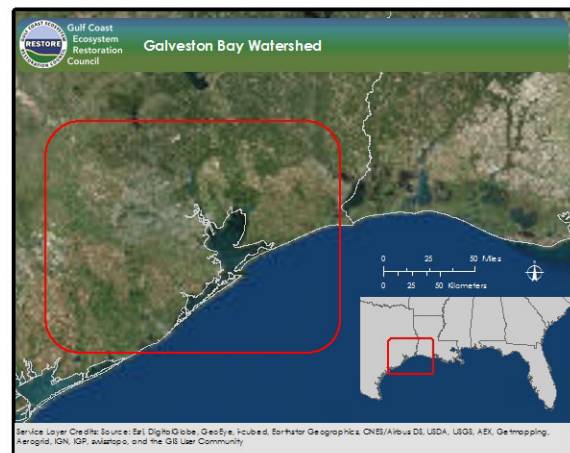 RESTORE
Gulf Coast
Ecosystem
Restoration
Council
Galveston Bay Watershed
0 25 50 Miles
0 25 50 Kilometers
Service Layer Credits: Source: Esri, DigitalGlobe, GeoEye, i-cubed, Earthstar Geographics, CNES/Airbus DS, USDA, USGS, AEX, Getmapping,
Aerogrid, IGN, IGP, swisstopo, and the GIS User Community